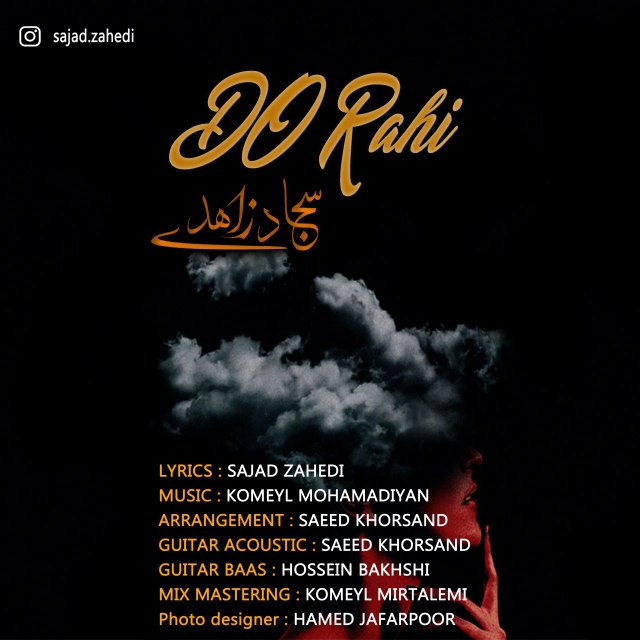 sajad.zahedi
DO Rahi
سجاد زاهدے
LYRICS : SAJAD ZAHEDI
MUSIC : KOMEYL MOHAMADIYAN
ARRANGEMENT : SAEED KHORSAND
GUITAR ACOUSTIC : SAEED KHORSAND
GUITAR BAAS : HOSSEIN BAKHSHI
MIX MASTERING : KOMEYL MIRTALEMI
Photo designer : HAMED JAFARPOOR